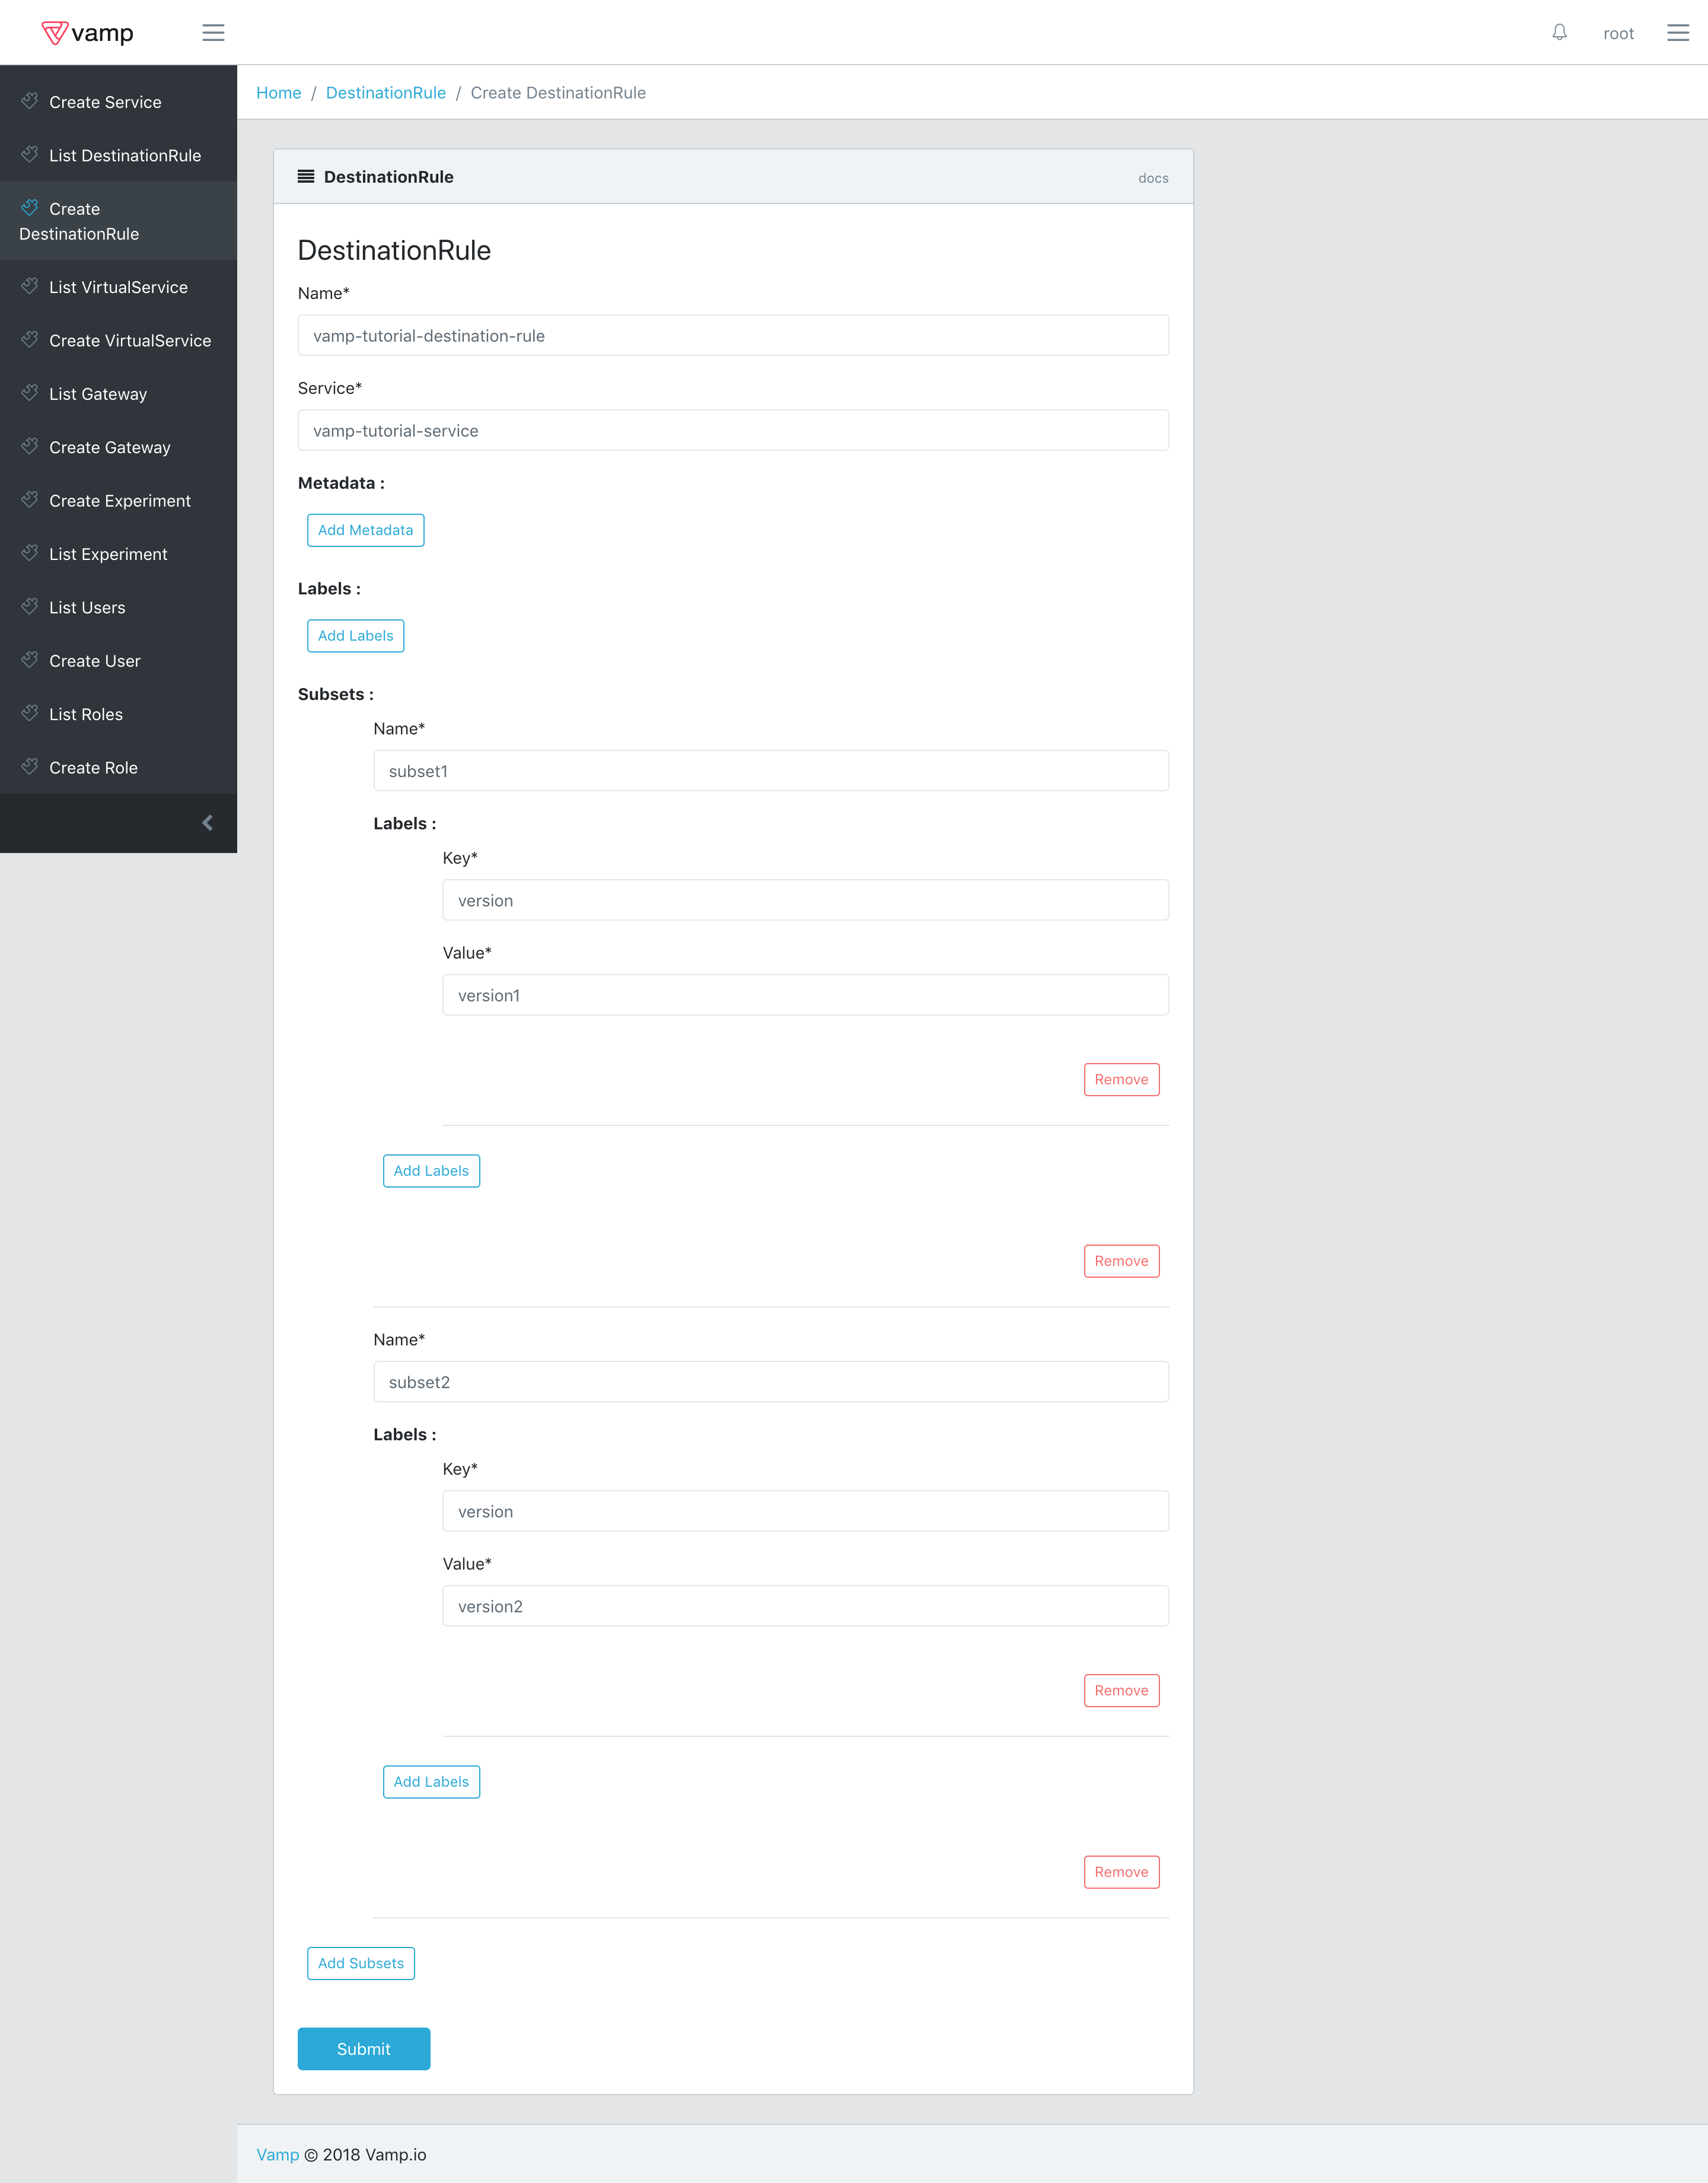 vamp
root
Create Service
List DestinationRule
Create
DestinationRule
List VirtualService
Create VirtualService
List Gateway
Create Gateway
Create Experiment
List Experiment
List Users
Create User
List Roles
Create Role
Home / DestinationRule / Create DestinationRule
DestinationRule
docs
DestinationRule
Name*
vamp-tutorial-destination-rule
Service*
vamp-tutorial-service
Metadata :
Add Metadata
Labels :
Add Labels
Subsets :
Name*
subset1
Labels :
Key*
version
Value*
version1
Remove
Add Labels
Remove
Name*
subset2
Labels :
Key*
version
Value*
version2
Remove
Add Labels
Remove
Add Subsets
Submit
Vamp © 2018 Vamp.io